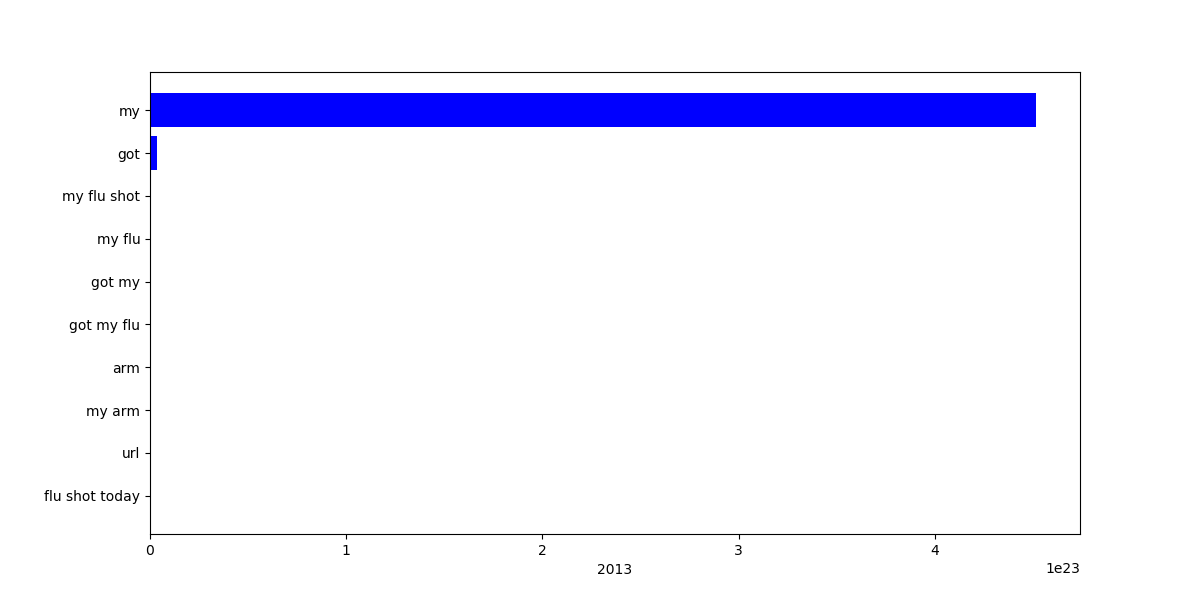 my
got
my flu shot
my flu
got my
got my flu
arm
my arm
url
flu shot today
0 1 2 3 4
2013 1e23